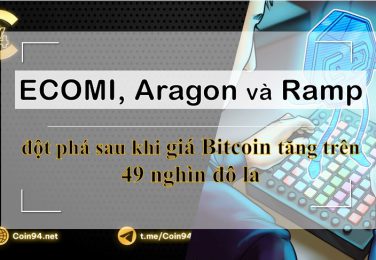 ECOMI, Aragon và Ramp
đột phá sau khi giá Bitcoin tăng trên
49 nghìn đô la
Coin94.net
t.me/Coin94